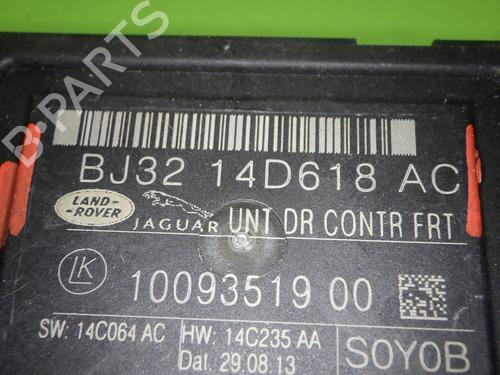 B-PARTS
BJ32 14D618 AC
LAND-
ROVER
JAGUAR
UNT DR CONTR FRT
LK
10093519 00
SW: 14C064 AC
HW: 14C235 AA
Dat. 29.08.13
S0Y0B